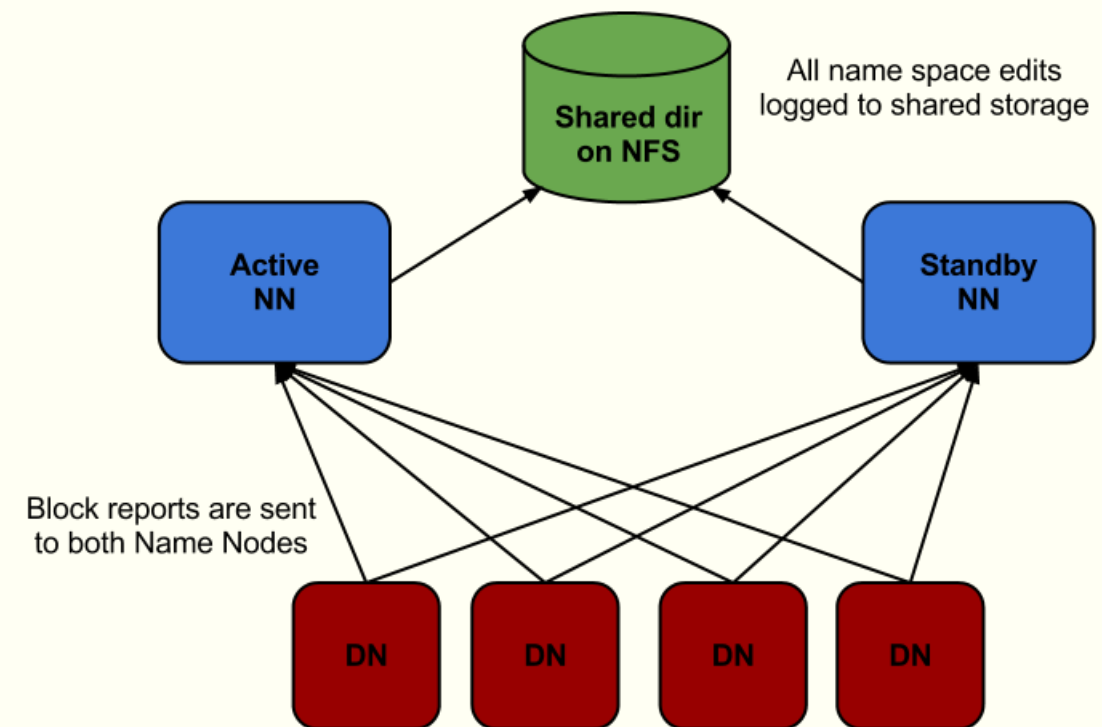 Shared dir
on NFS
All name space edits
logged to shared storage
Active
NN
Standby
NN
Block reports are sent
to both Name Nodes
DN
DN
DN
DN